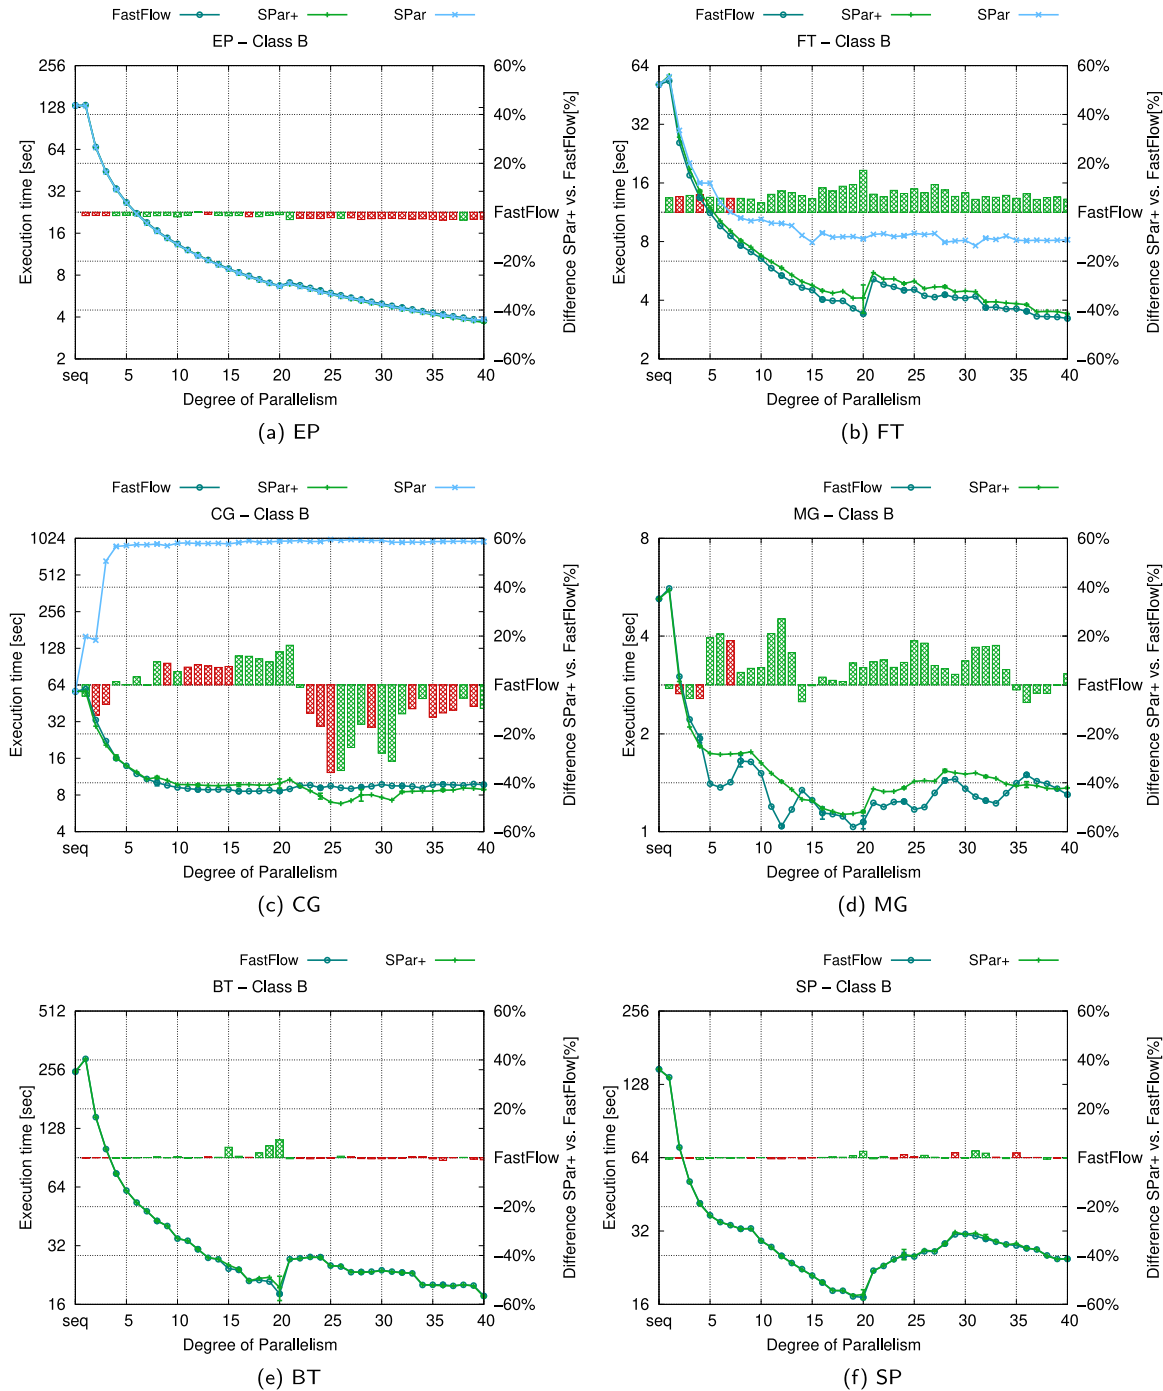 FastFlow SPar+ SPar
EP – Class B
Execution time [sec]
256
128
64
32
16
8
4
2
60%
40%
20%
FastFlow
−20%
−40%
−60%
Difference SPar+ vs. FastFlow[%]
seq 5 10 15 20 25 30 35 40
Degree of Parallelism
(a) EP
FastFlow SPar+ SPar
FT – Class B
Execution time [sec]
64
32
16
8
4
2
60%
40%
20%
FastFlow
−20%
−40%
−60%
Difference SPar+ vs. FastFlow[%]
seq 5 10 15 20 25 30 35 40
Degree of Parallelism
(b) FT
FastFlow SPar+ SPar
CG – Class B
Execution time [sec]
1024
512
256
128
64
32
16
8
4
60%
40%
20%
FastFlow
−20%
−40%
−60%
Difference SPar+ vs. FastFlow[%]
seq 5 10 15 20 25 30 35 40
Degree of Parallelism
(c) CG
FastFlow SPar+
MG – Class B
Execution time [sec]
8
4
2
1
60%
40%
20%
FastFlow
−20%
−40%
−60%
Difference SPar+ vs. FastFlow[%]
seq 5 10 15 20 25 30 35 40
Degree of Parallelism
(d) MG
FastFlow SPar+
BT – Class B
Execution time [sec]
512
256
128
64
32
16
60%
40%
20%
FastFlow
−20%
−40%
−60%
Difference SPar+ vs. FastFlow[%]
seq 5 10 15 20 25 30 35 40
Degree of Parallelism
(e) BT
FastFlow SPar+
SP – Class B
Execution time [sec]
256
128
64
32
16
60%
40%
20%
FastFlow
−20%
−40%
−60%
Difference SPar+ vs. FastFlow[%]
seq 5 10 15 20 25 30 35 40
Degree of Parallelism
(f) SP